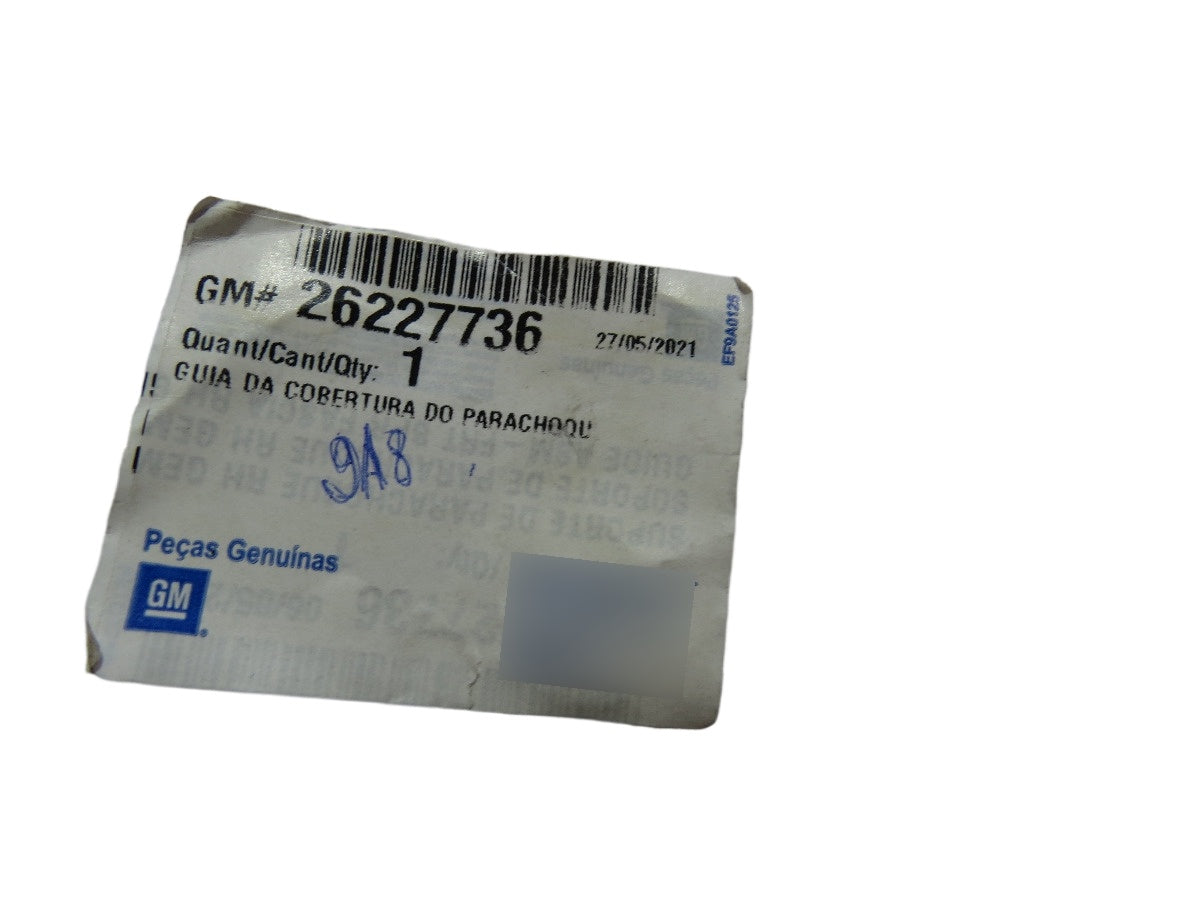 GM# 26227736
27/05/2021
EF9A0125
Quant/Cant/Qty: 1
GUIA DA COBERTURA DO PARACHOQU
9A8
Peças Genuínas
GM